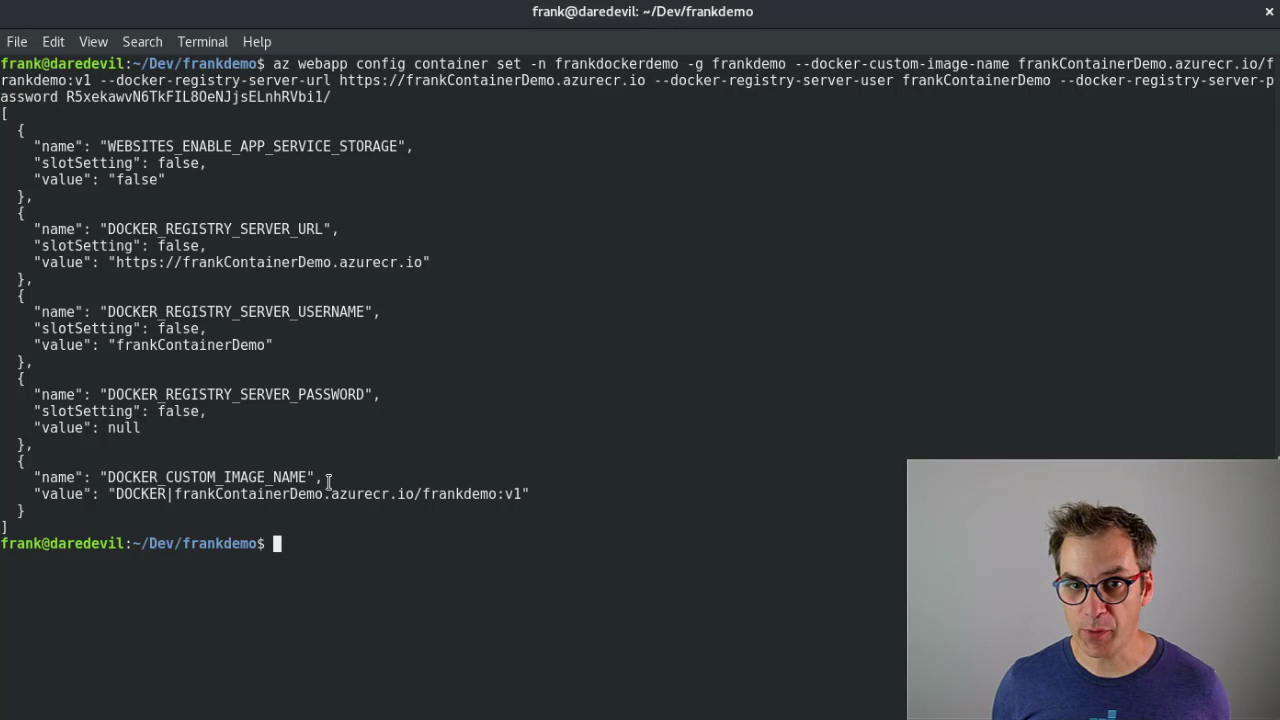 frank@daredevil: ~/Dev/frankdemo ×
File Edit View Search Terminal Help
frank@daredevil:~/Dev/frankdemo$ az webapp config container set -n frankdockerdemo -g frankdemo --docker-custom-image-name frankContainerDemo.azurecr.io/f
rankdemo:v1 --docker-registry-server-url https://frankContainerDemo.azurecr.io --docker-registry-server-user frankContainerDemo --docker-registry-server-p
assword R5xekawvN6TkFIL8OeNJjsELnhRVbi1/
[
  {
    "name": "WEBSITES_ENABLE_APP_SERVICE_STORAGE",
    "slotSetting": false,
    "value": "false"
  },
  {
    "name": "DOCKER_REGISTRY_SERVER_URL",
    "slotSetting": false,
    "value": "https://frankContainerDemo.azurecr.io"
  },
  {
    "name": "DOCKER_REGISTRY_SERVER_USERNAME",
    "slotSetting": false,
    "value": "frankContainerDemo"
  },
  {
    "name": "DOCKER_REGISTRY_SERVER_PASSWORD",
    "slotSetting": false,
    "value": null
  },
  {
    "name": "DOCKER_CUSTOM_IMAGE_NAME",
    "value": "DOCKER|frankContainerDemo.azurecr.io/frankdemo:v1"
  }
]
frank@daredevil:~/Dev/frankdemo$